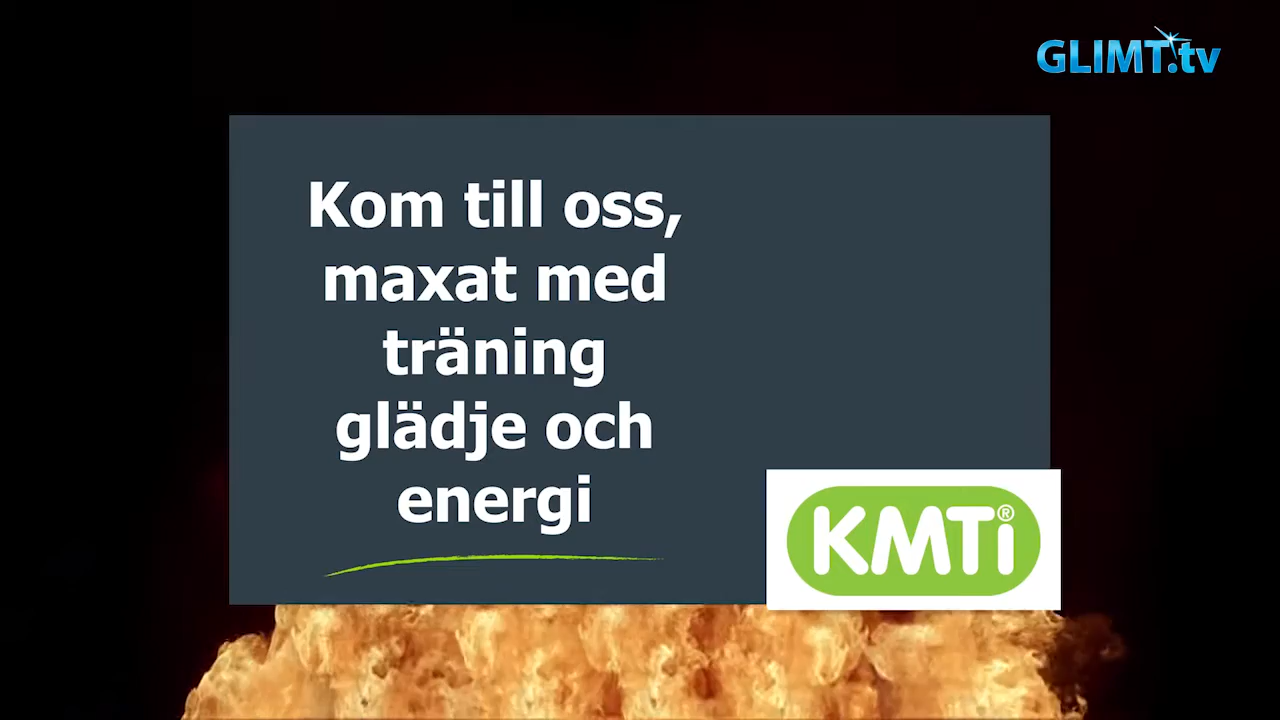 GLIMT.tv
Kom till oss,
maxat med
träning
glädje och
energi
KMTi®